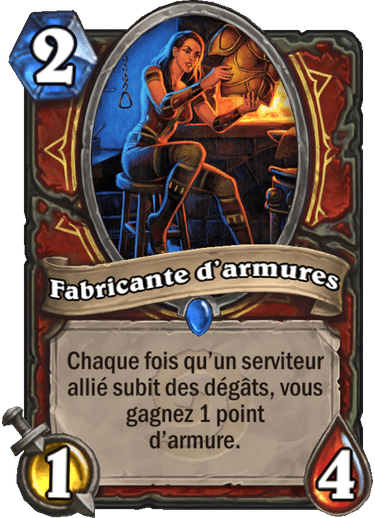 2
Fabricante d'armures
Chaque fois qu'un serviteur
allié subit des dégâts, vous
gagnez 1 point
d'armure.
1
4